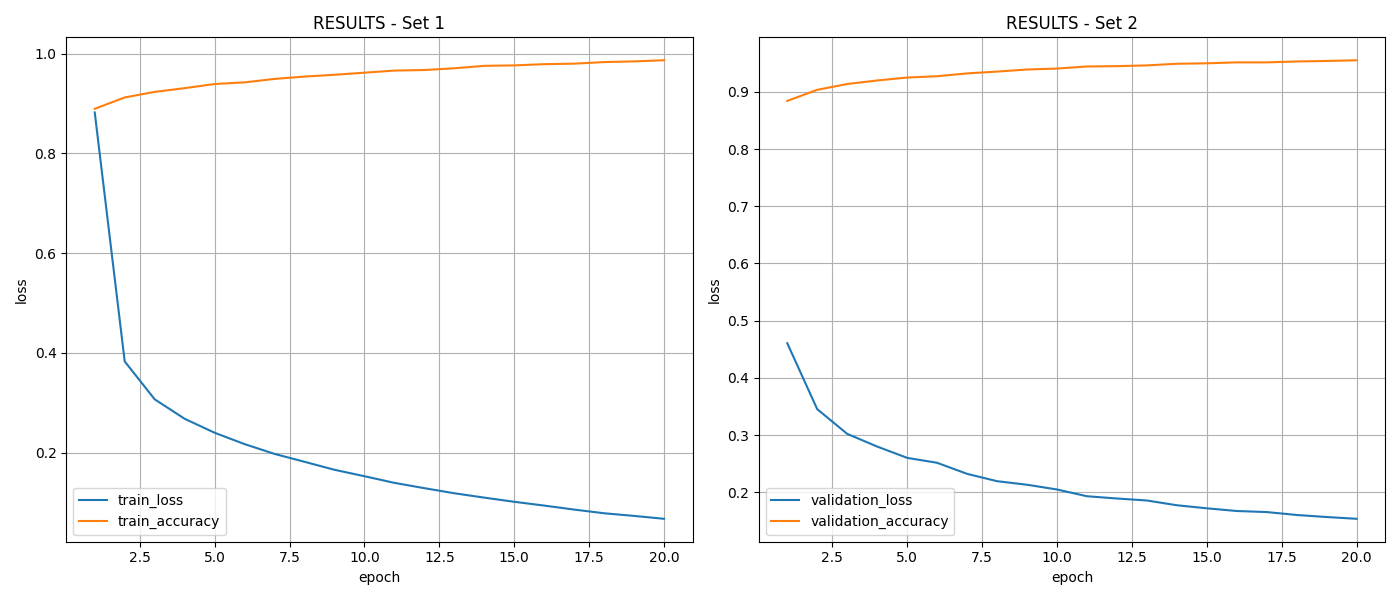 RESULTS - Set 1
1.0
0.8
0.6
0.4
0.2
loss
train_loss
train_accuracy
2.5 5.0 7.5 10.0 12.5 15.0 17.5 20.0
epoch
RESULTS - Set 2
0.9
0.8
0.7
0.6
0.5
0.4
0.3
0.2
loss
validation_loss
validation_accuracy
2.5 5.0 7.5 10.0 12.5 15.0 17.5 20.0
epoch